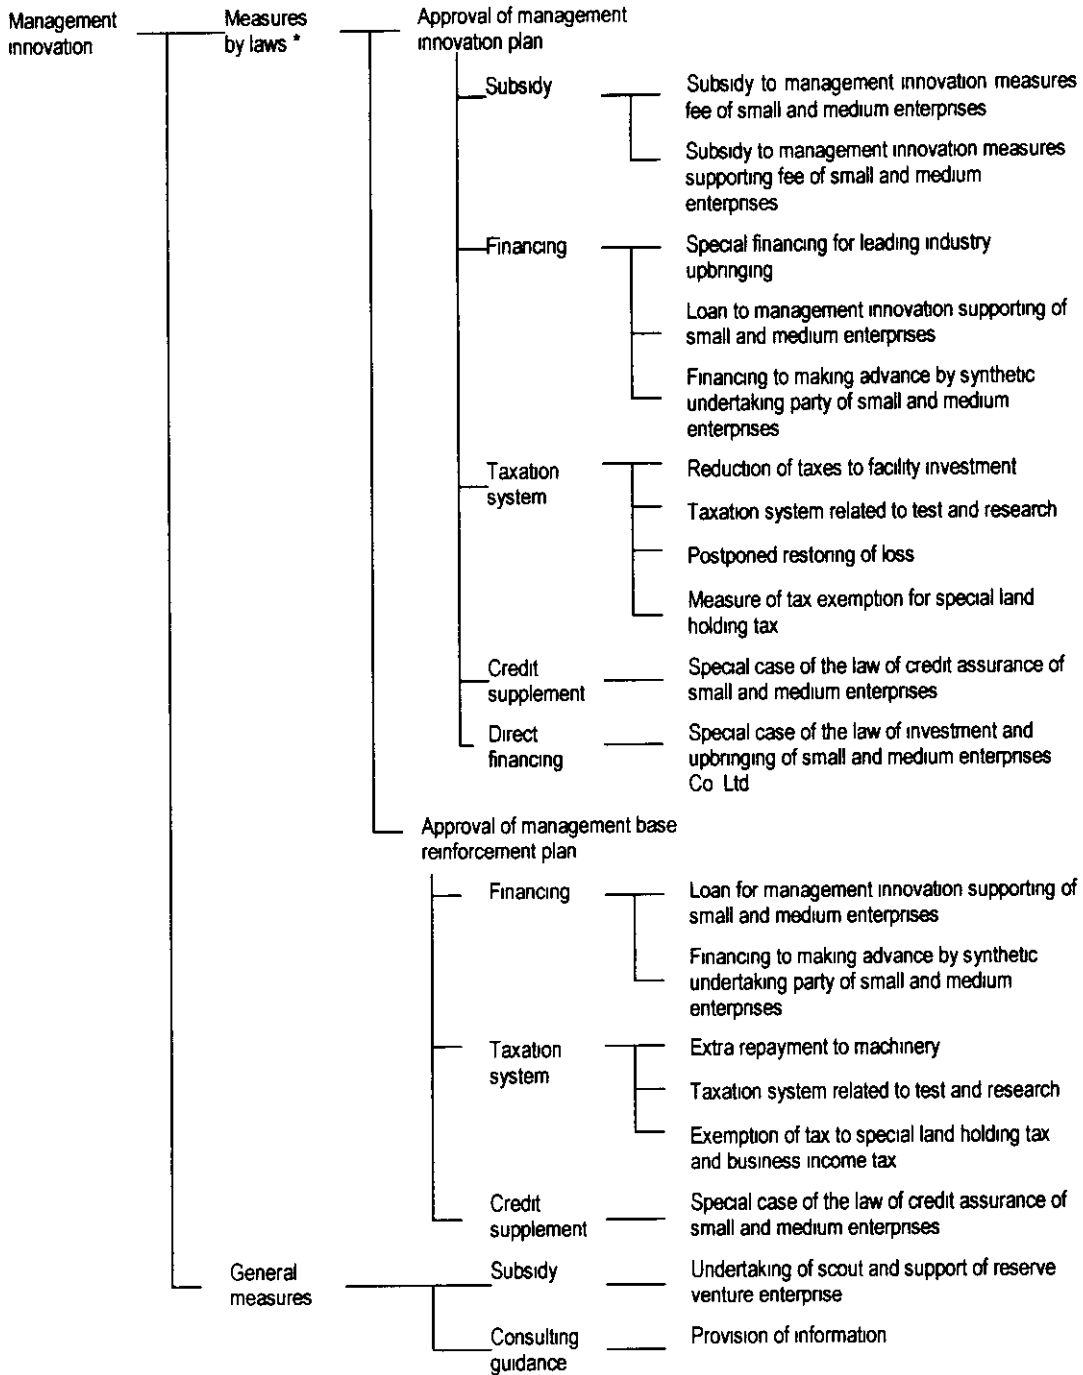 Management
innovation
Measures
by laws *
Approval of management
innovation plan
Subsidy
Subsidy to management innovation measures
fee of small and medium enterprises
Subsidy to management innovation measures
supporting fee of small and medium
enterprises
Financing
Special financing for leading industry
upbringing
Loan to management innovation supporting of
small and medium enterprises
Financing to making advance by synthetic
undertaking party of small and medium
enterprises
Taxation
system
Reduction of taxes to facility investment
Taxation system related to test and research
Postponed restoring of loss
Measure of tax exemption for special land
holding tax
Credit
supplement
Special case of the law of credit assurance of
small and medium enterprises
Direct
financing
Special case of the law of investment and
upbringing of small and medium enterprises
Co Ltd
Approval of management base
reinforcement plan
Financing
Loan for management innovation supporting of
small and medium enterprises
Financing to making advance by synthetic
undertaking party of small and medium
enterprises
Taxation
system
Extra repayment to machinery
Taxation system related to test and research
Exemption of tax to special land holding tax
and business income tax
Credit
supplement
Special case of the law of credit assurance of
small and medium enterprises
General
measures
Subsidy
Undertaking of scout and support of reserve
venture enterprise
Consulting
guidance
Provision of information